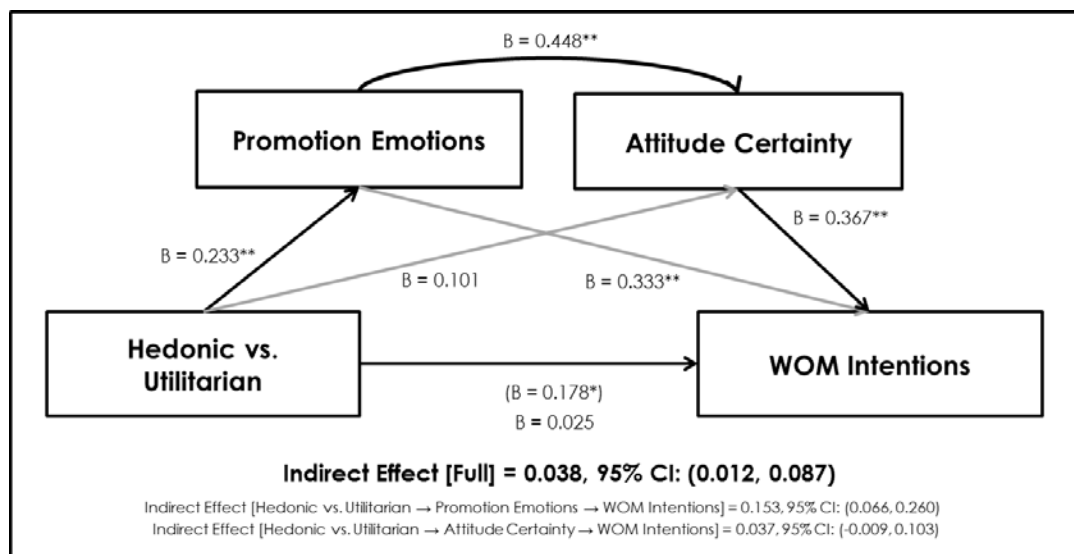 B = 0.448**
Promotion Emotions
Attitude Certainty
B = 0.367**
B = 0.233**
B = 0.101
B = 0.333**
Hedonic vs.
Utilitarian
WOM Intentions
(B = 0.178*)
B = 0.025
Indirect Effect [Full] = 0.038, 95% CI: (0.012, 0.087)
Indirect Effect [Hedonic vs. Utilitarian → Promotion Emotions → WOM Intentions] = 0.153, 95% CI: (0.066, 0.260)
Indirect Effect [Hedonic vs. Utilitarian → Attitude Certainty → WOM Intentions] = 0.037, 95% CI: (-0.009, 0.103)